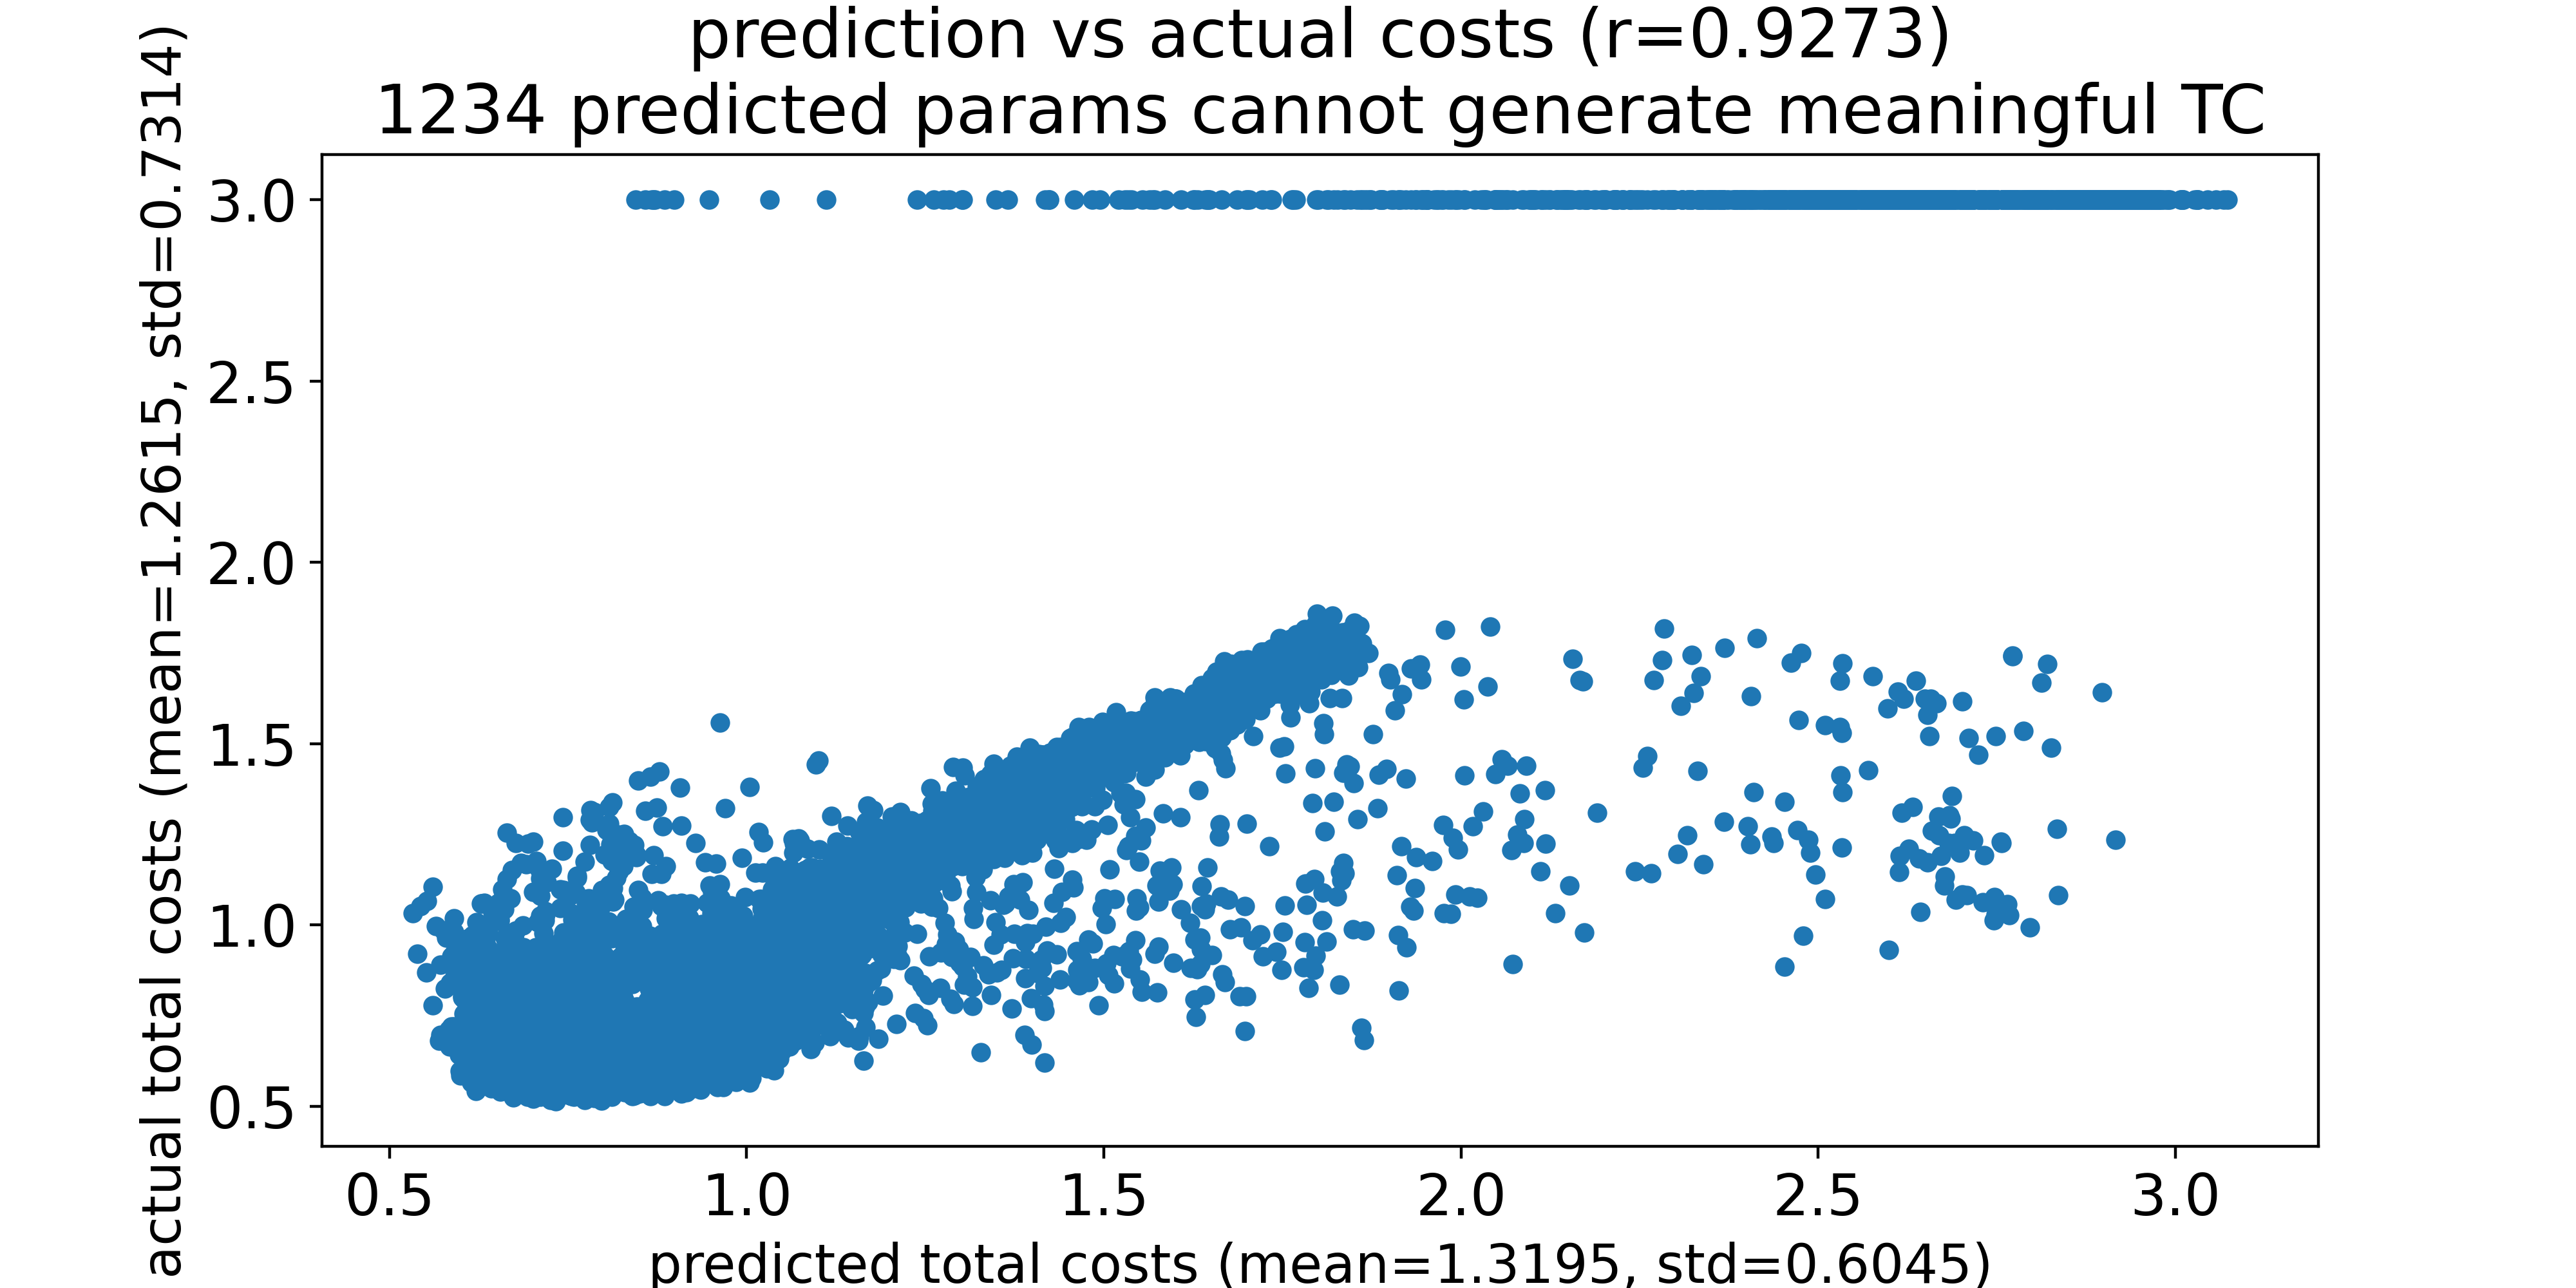 prediction vs actual costs (r=0.9273)
1234 predicted params cannot generate meaningful TC
actual total costs (mean=1.2615, std=0.7314)
3.0
2.5
2.0
1.5
1.0
0.5
0.5 1.0 1.5 2.0 2.5 3.0
predicted total costs (mean=1.3195, std=0.6045)